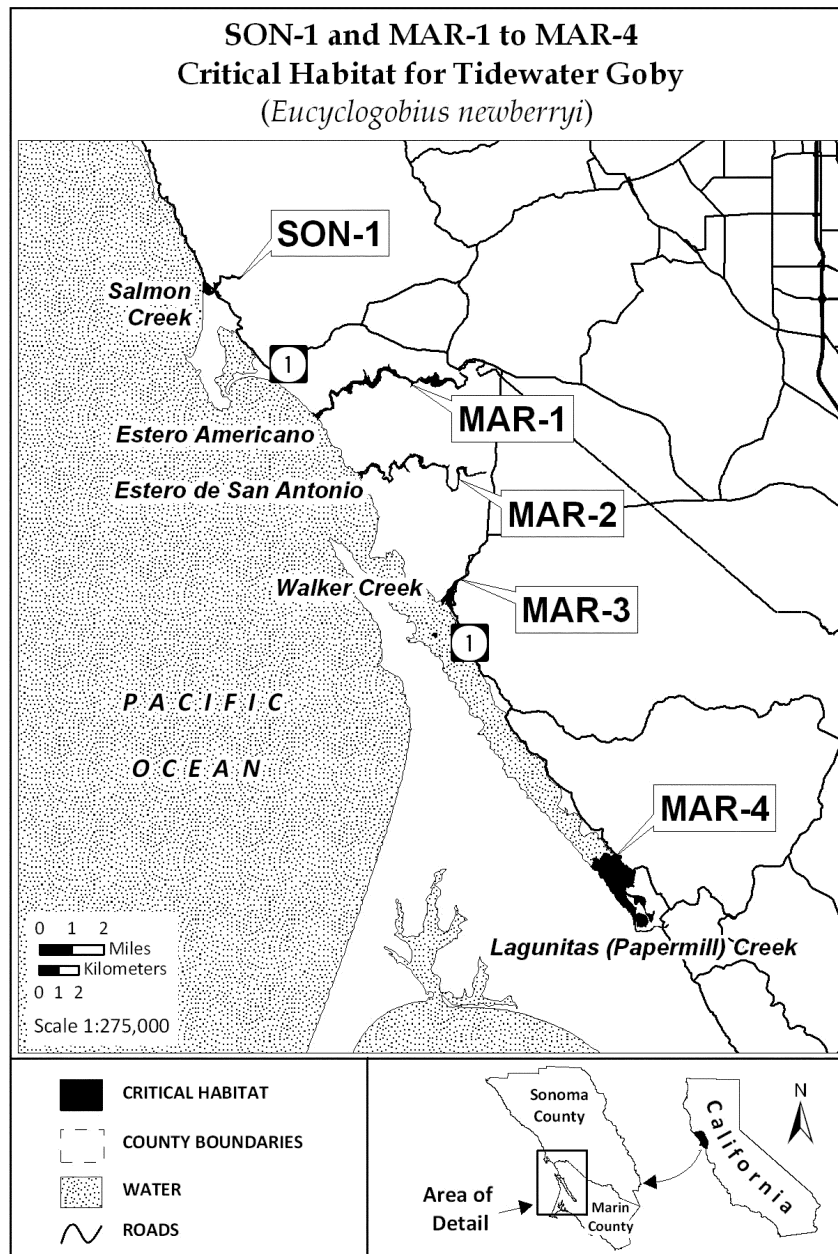 SON-1 and MAR-1 to MAR-4
Critical Habitat for Tidewater Goby
(Eucyclogobius newberryi)
SON-1
Salmon
Creek
1
MAR-1
Estero Americano
Estero de San Antonio
MAR-2
Walker Creek
MAR-3
1
PACIFIC
OCEAN
MAR-4
Lagunitas (Papermill) Creek
0 1 2
Miles
Kilometers
0 1 2
Scale 1:275,000
CRITICAL HABITAT
COUNTY BOUNDARIES
WATER
ROADS
Sonoma
County
Marin
County
Area of
Detail
California
N